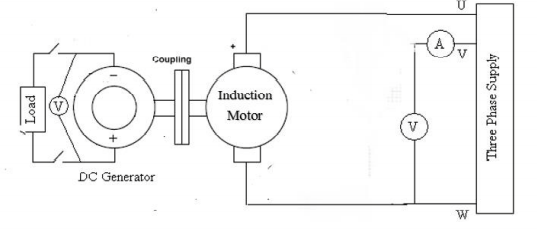 U
A
V
Coupling
+
Load
V
−
+
Induction
Motor
V
Three Phase Supply
DC Generator
W